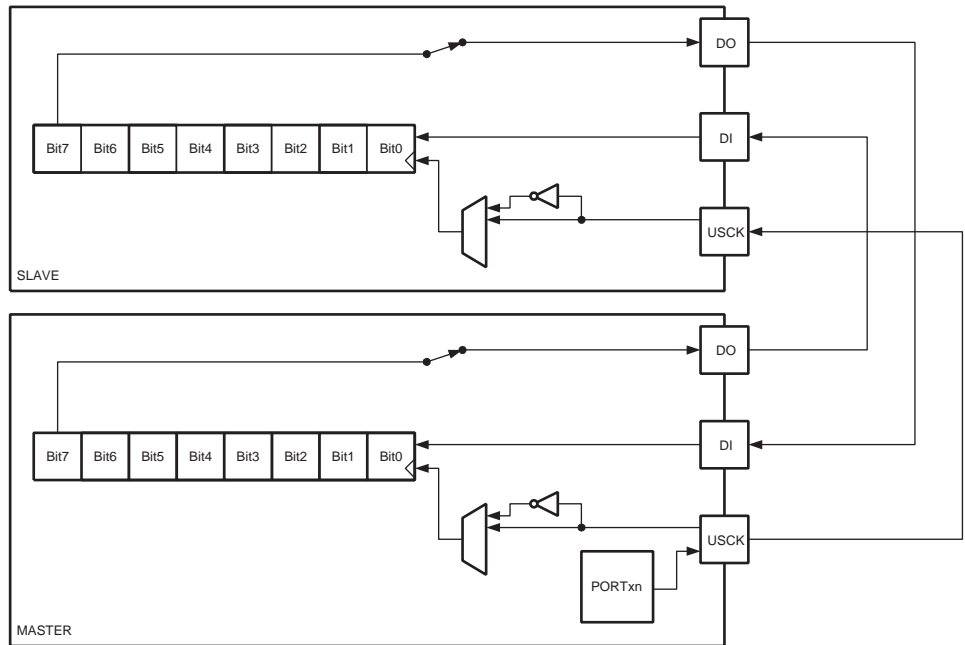 DO
Bit7 Bit6 Bit5 Bit4 Bit3 Bit2 Bit1 Bit0
DI
USCK
SLAVE
DO
Bit7 Bit6 Bit5 Bit4 Bit3 Bit2 Bit1 Bit0
DI
USCK
PORTxn
MASTER